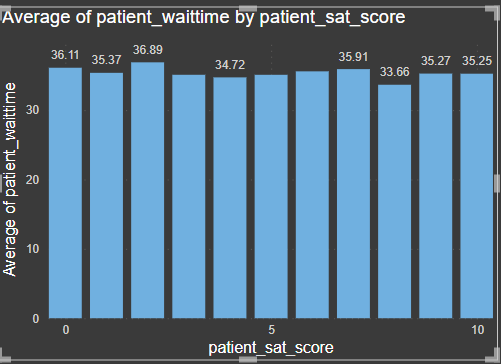 Average of patient_waittime by patient_sat_score
36.11 35.37 36.89 34.72 35.91 33.66 35.27 35.25
Average of patient_waittime
30
20
10
0
0 5 10
patient_sat_score